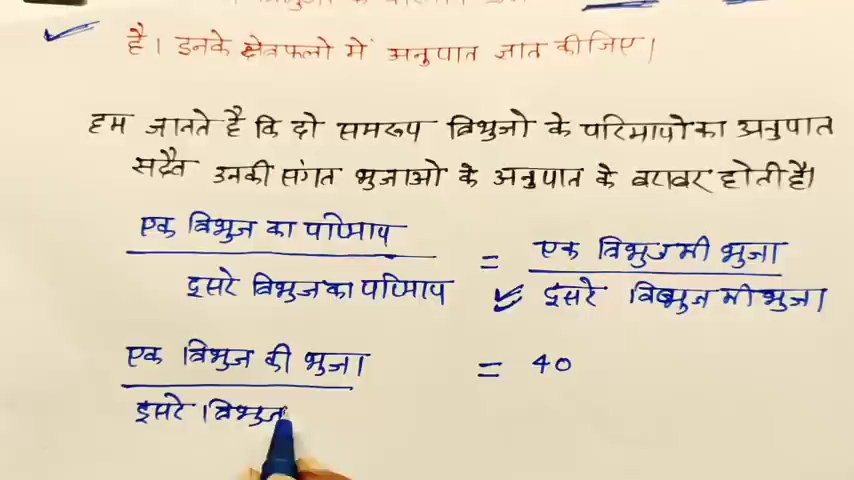 है। इनके क्षेत्रफलो में अनुपात ज्ञात कीजिए।
हम जानते है कि दो समरूप त्रिभुजो के परिमापो का अनुपात
सदैव उनकी संगत भुजाओ के अनुपात के बराबर होती है।
एक त्रिभुज का परिमाप = एक त्रिभुज की भुजा
दूसरे त्रिभुज का परिमाप दूसरे त्रिभुज की भुजा
एक त्रिभुज की भुजा = 40
दूसरे त्रिभुज